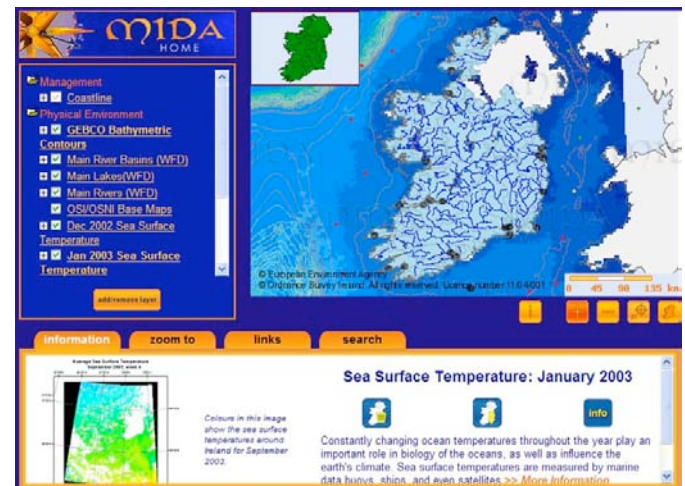 MIDA
HOME
Management
Coastline
Physical Environment
GEBCO Bathymetric
Contours
Main River Basins (WFD)
Main Lakes(WFD)
Main Rivers (WFD)
OSI/OSNI Base Maps
Dec 2002 Sea Surface
Temperature
Jan 2003 Sea Surface
Temperature
add/remove layer
© European Environment Agency
© Ordnance Survey Ireland. All rights reserved. Licence number
0 45 90 135 km.
information
zoom to
links
search
Average Sea Surface Temperature
September 2003, week 4
Colours in this image
show the sea surface
temperatures around
Ireland for September
2003.
Sea Surface Temperature: January 2003
info
Constantly changing ocean temperatures throughout the year play an
important role in biology of the oceans, as well as influence the
earth's climate. Sea surface temperatures are measured by marine
data buoys, ships, and even satellites >> More Information